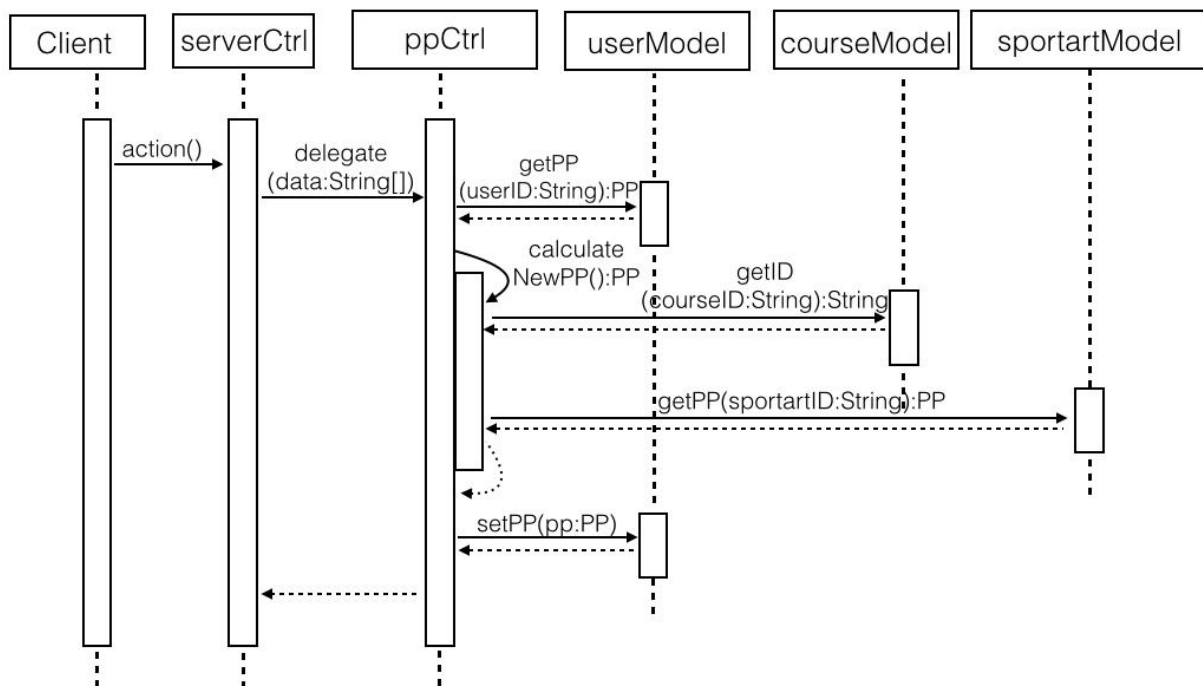 Client
serverCtrl
ppCtrl
userModel
courseModel
sportartModel
action()
delegate
(data:String[])
getPP
(userID:String):PP
calculate
NewPP():PP
getID
(courseID:String):String
getPP(sportartID:String):PP
setPP(pp:PP)